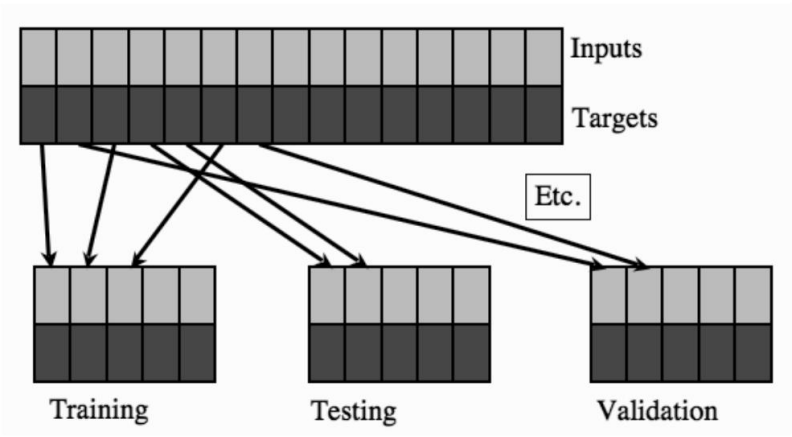 Inputs
Targets
Etc.
Training
Testing
Validation